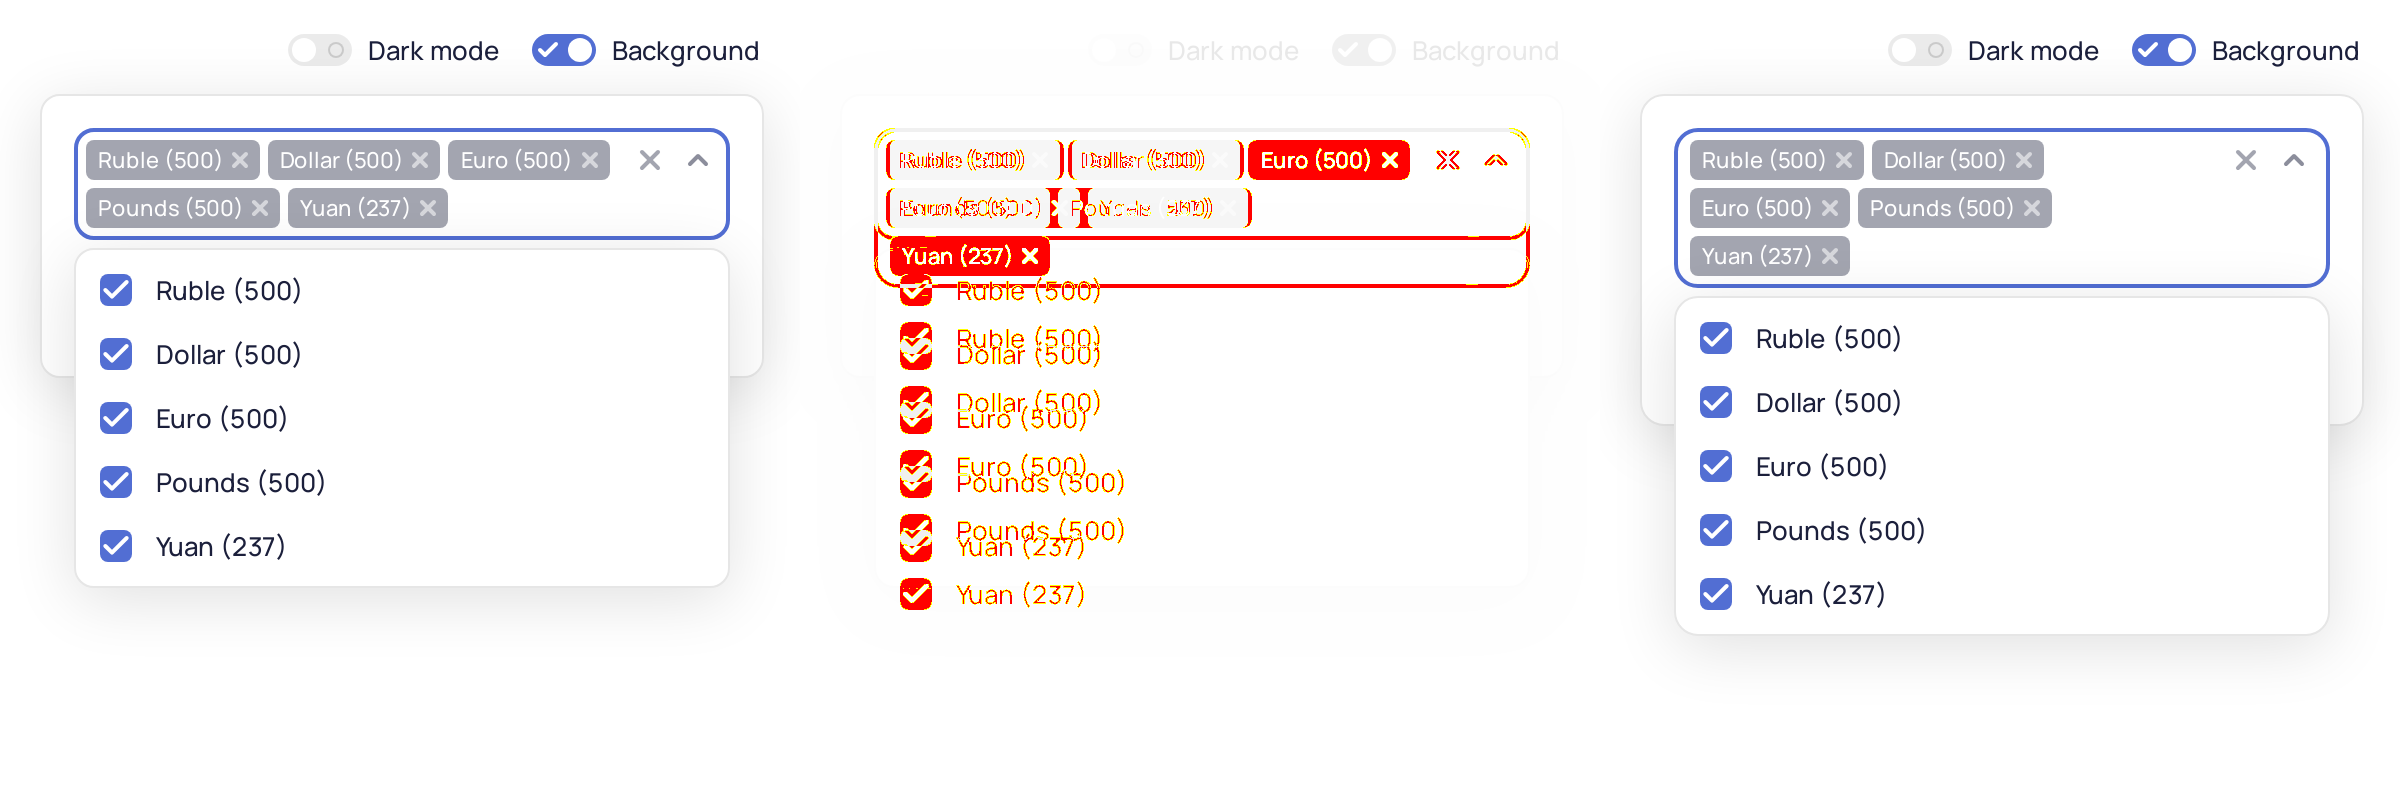 Dark mode Background
Ruble (500) Dollar (500) Euro (500)
Pounds (500) Yuan (237)
Ruble (500)
Dollar (500)
Euro (500)
Pounds (500)
Yuan (237)
Dark mode Background
Ruble (500) Dollar (500) Euro (500)
Yuan (237)
Ruble (500)
Ruble (500)
Dollar (500)
Dollar (500)
Euro (500)
Euro (500)
Pounds (500)
Pounds (500)
Yuan (237)
Yuan (237)
Dark mode Background
Ruble (500) Dollar (500)
Euro (500) Pounds (500)
Yuan (237)
Ruble (500)
Dollar (500)
Euro (500)
Pounds (500)
Yuan (237)